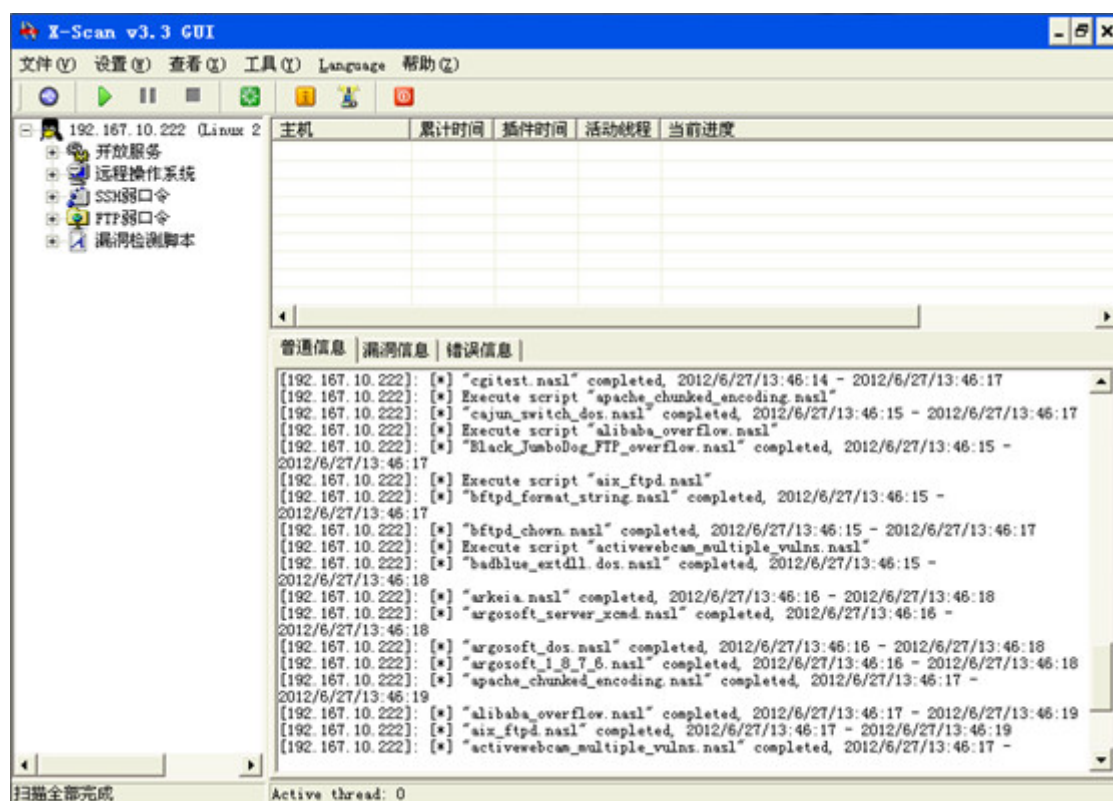 X-Scan v3.3 GUI
文件(V) 设置(W) 查看(X) 工具(Y) Language 帮助(Z)
192.167.10.222 (Linux 2
开放服务
远程操作系统
SSH弱口令
FTP弱口令
漏洞检测脚本
主机 累计时间 插件时间 活动线程 当前进度
普通信息 漏洞信息 错误信息
[192.167.10.222]: [*] "cgitest.nasl" completed, 2012/6/27/13:46:14 - 2012/6/27/13:46:17
[192.167.10.222]: [*] Execute script "apache_chunked_encoding.nasl"
[192.167.10.222]: [*] "cajun_switch_dos.nasl" completed, 2012/6/27/13:46:15 - 2012/6/27/13:46:17
[192.167.10.222]: [*] Execute script "alibaba_overflow.nasl"
[192.167.10.222]: [*] "Black_JumboDog_FTP_overflow.nasl" completed, 2012/6/27/13:46:15 -
2012/6/27/13:46:17
[192.167.10.222]: [*] Execute script "aix_ftpd.nasl"
[192.167.10.222]: [*] "bftpd_format_string.nasl" completed, 2012/6/27/13:46:15 -
2012/6/27/13:46:17
[192.167.10.222]: [*] "bftpd_chown.nasl" completed, 2012/6/27/13:46:15 - 2012/6/27/13:46:17
[192.167.10.222]: [*] Execute script "activewebcam_multiple_vulns.nasl"
[192.167.10.222]: [*] "badblue_extdll.dos.nasl" completed, 2012/6/27/13:46:15 -
2012/6/27/13:46:18
[192.167.10.222]: [*] "arkeia.nasl" completed, 2012/6/27/13:46:16 - 2012/6/27/13:46:18
[192.167.10.222]: [*] "argosoft_server_xcmd.nasl" completed, 2012/6/27/13:46:16 -
2012/6/27/13:46:18
[192.167.10.222]: [*] "argosoft_dos.nasl" completed, 2012/6/27/13:46:16 - 2012/6/27/13:46:18
[192.167.10.222]: [*] "argosoft_1_8_7_6.nasl" completed, 2012/6/27/13:46:16 - 2012/6/27/13:46:18
[192.167.10.222]: [*] "apache_chunked_encoding.nasl" completed, 2012/6/27/13:46:17 -
2012/6/27/13:46:19
[192.167.10.222]: [*] "alibaba_overflow.nasl" completed, 2012/6/27/13:46:17 - 2012/6/27/13:46:19
[192.167.10.222]: [*] "aix_ftpd.nasl" completed, 2012/6/27/13:46:17 - 2012/6/27/13:46:19
[192.167.10.222]: [*] "activewebcam_multiple_vulns.nasl" completed, 2012/6/27/13:46:17 -
扫描全部完成 Active thread: 0